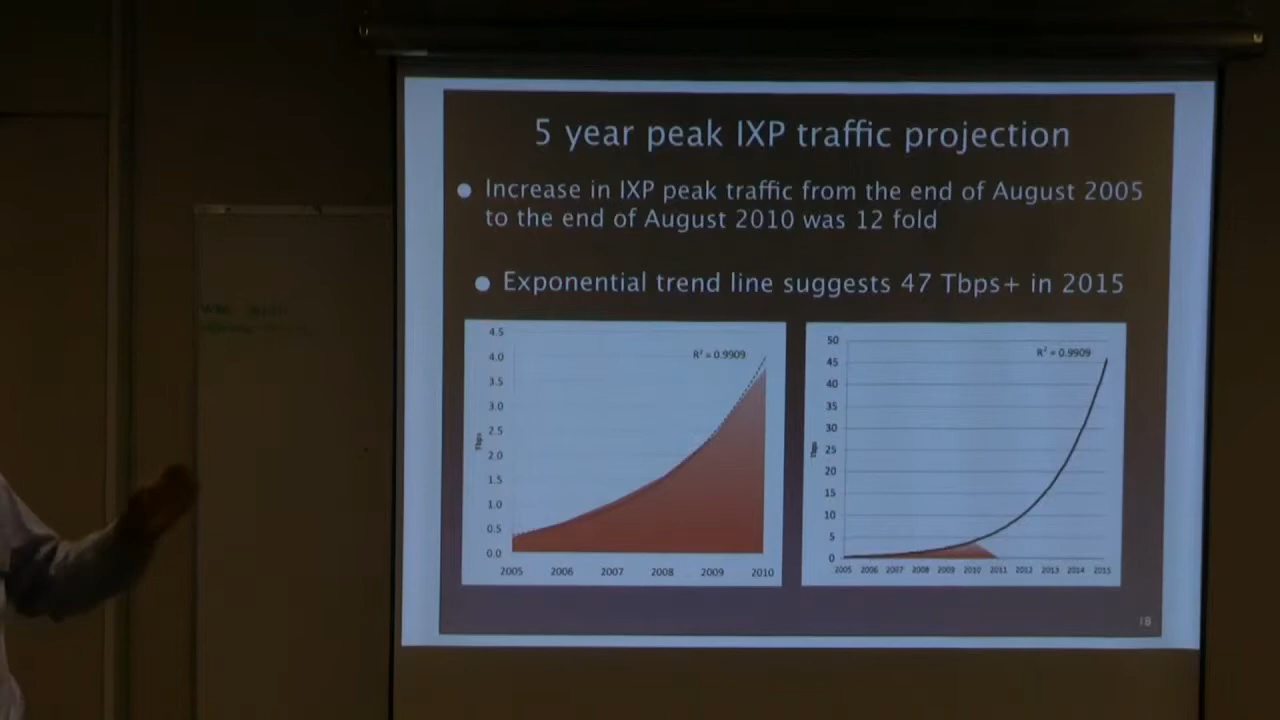 5 year peak IXP traffic projection
● Increase in IXP peak traffic from the end of August 2005
to the end of August 2010 was 12 fold
● Exponential trend line suggests 47 Tbps+ in 2015
4.5
4.0
3.5
3.0
2.5
2.0
1.5
1.0
0.5
0.0
Tbps
R² = 0.9909
2005 2006 2007 2008 2009 2010
50
45
40
35
30
25
20
15
10
5
0
Tbps
R² = 0.9909
2005 2006 2007 2008 2009 2010 2011 2012 2013 2014 2015
18